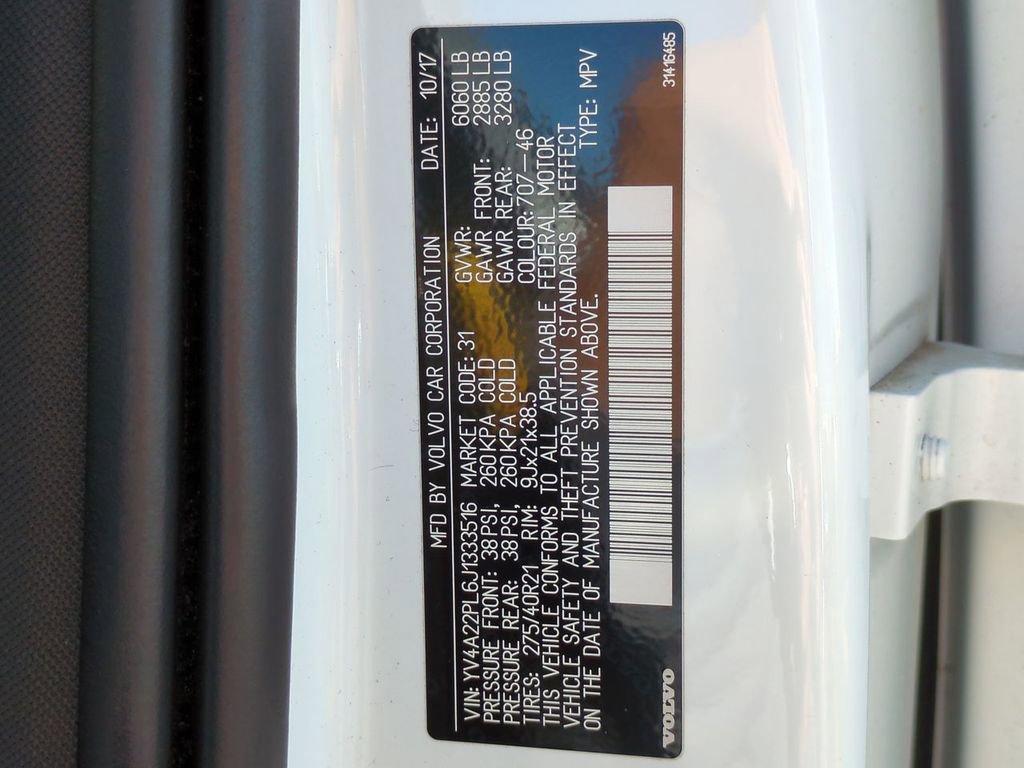 MFD BY VOLVO CAR CORPORATION DATE: 10/17
VIN: YV4A22PL6J1333516 MARKET CODE: 31 GVWR: 6060 LB
PRESSURE FRONT: 38 PSI, 260 KPA COLD GAWR FRONT: 2885 LB
PRESSURE REAR: 38 PSI, 260 KPA COLD GAWR REAR: 3280 LB
TIRES: 275/40R21 RIM: 9Jx21x38.5 COLOUR: 707--46
THIS VEHICLE CONFORMS TO ALL APPLICABLE FEDERAL MOTOR
VEHICLE SAFETY AND THEFT PREVENTION STANDARDS IN EFFECT
ON THE DATE OF MANUFACTURE SHOWN ABOVE. TYPE: MPV
VOLVO 31416485